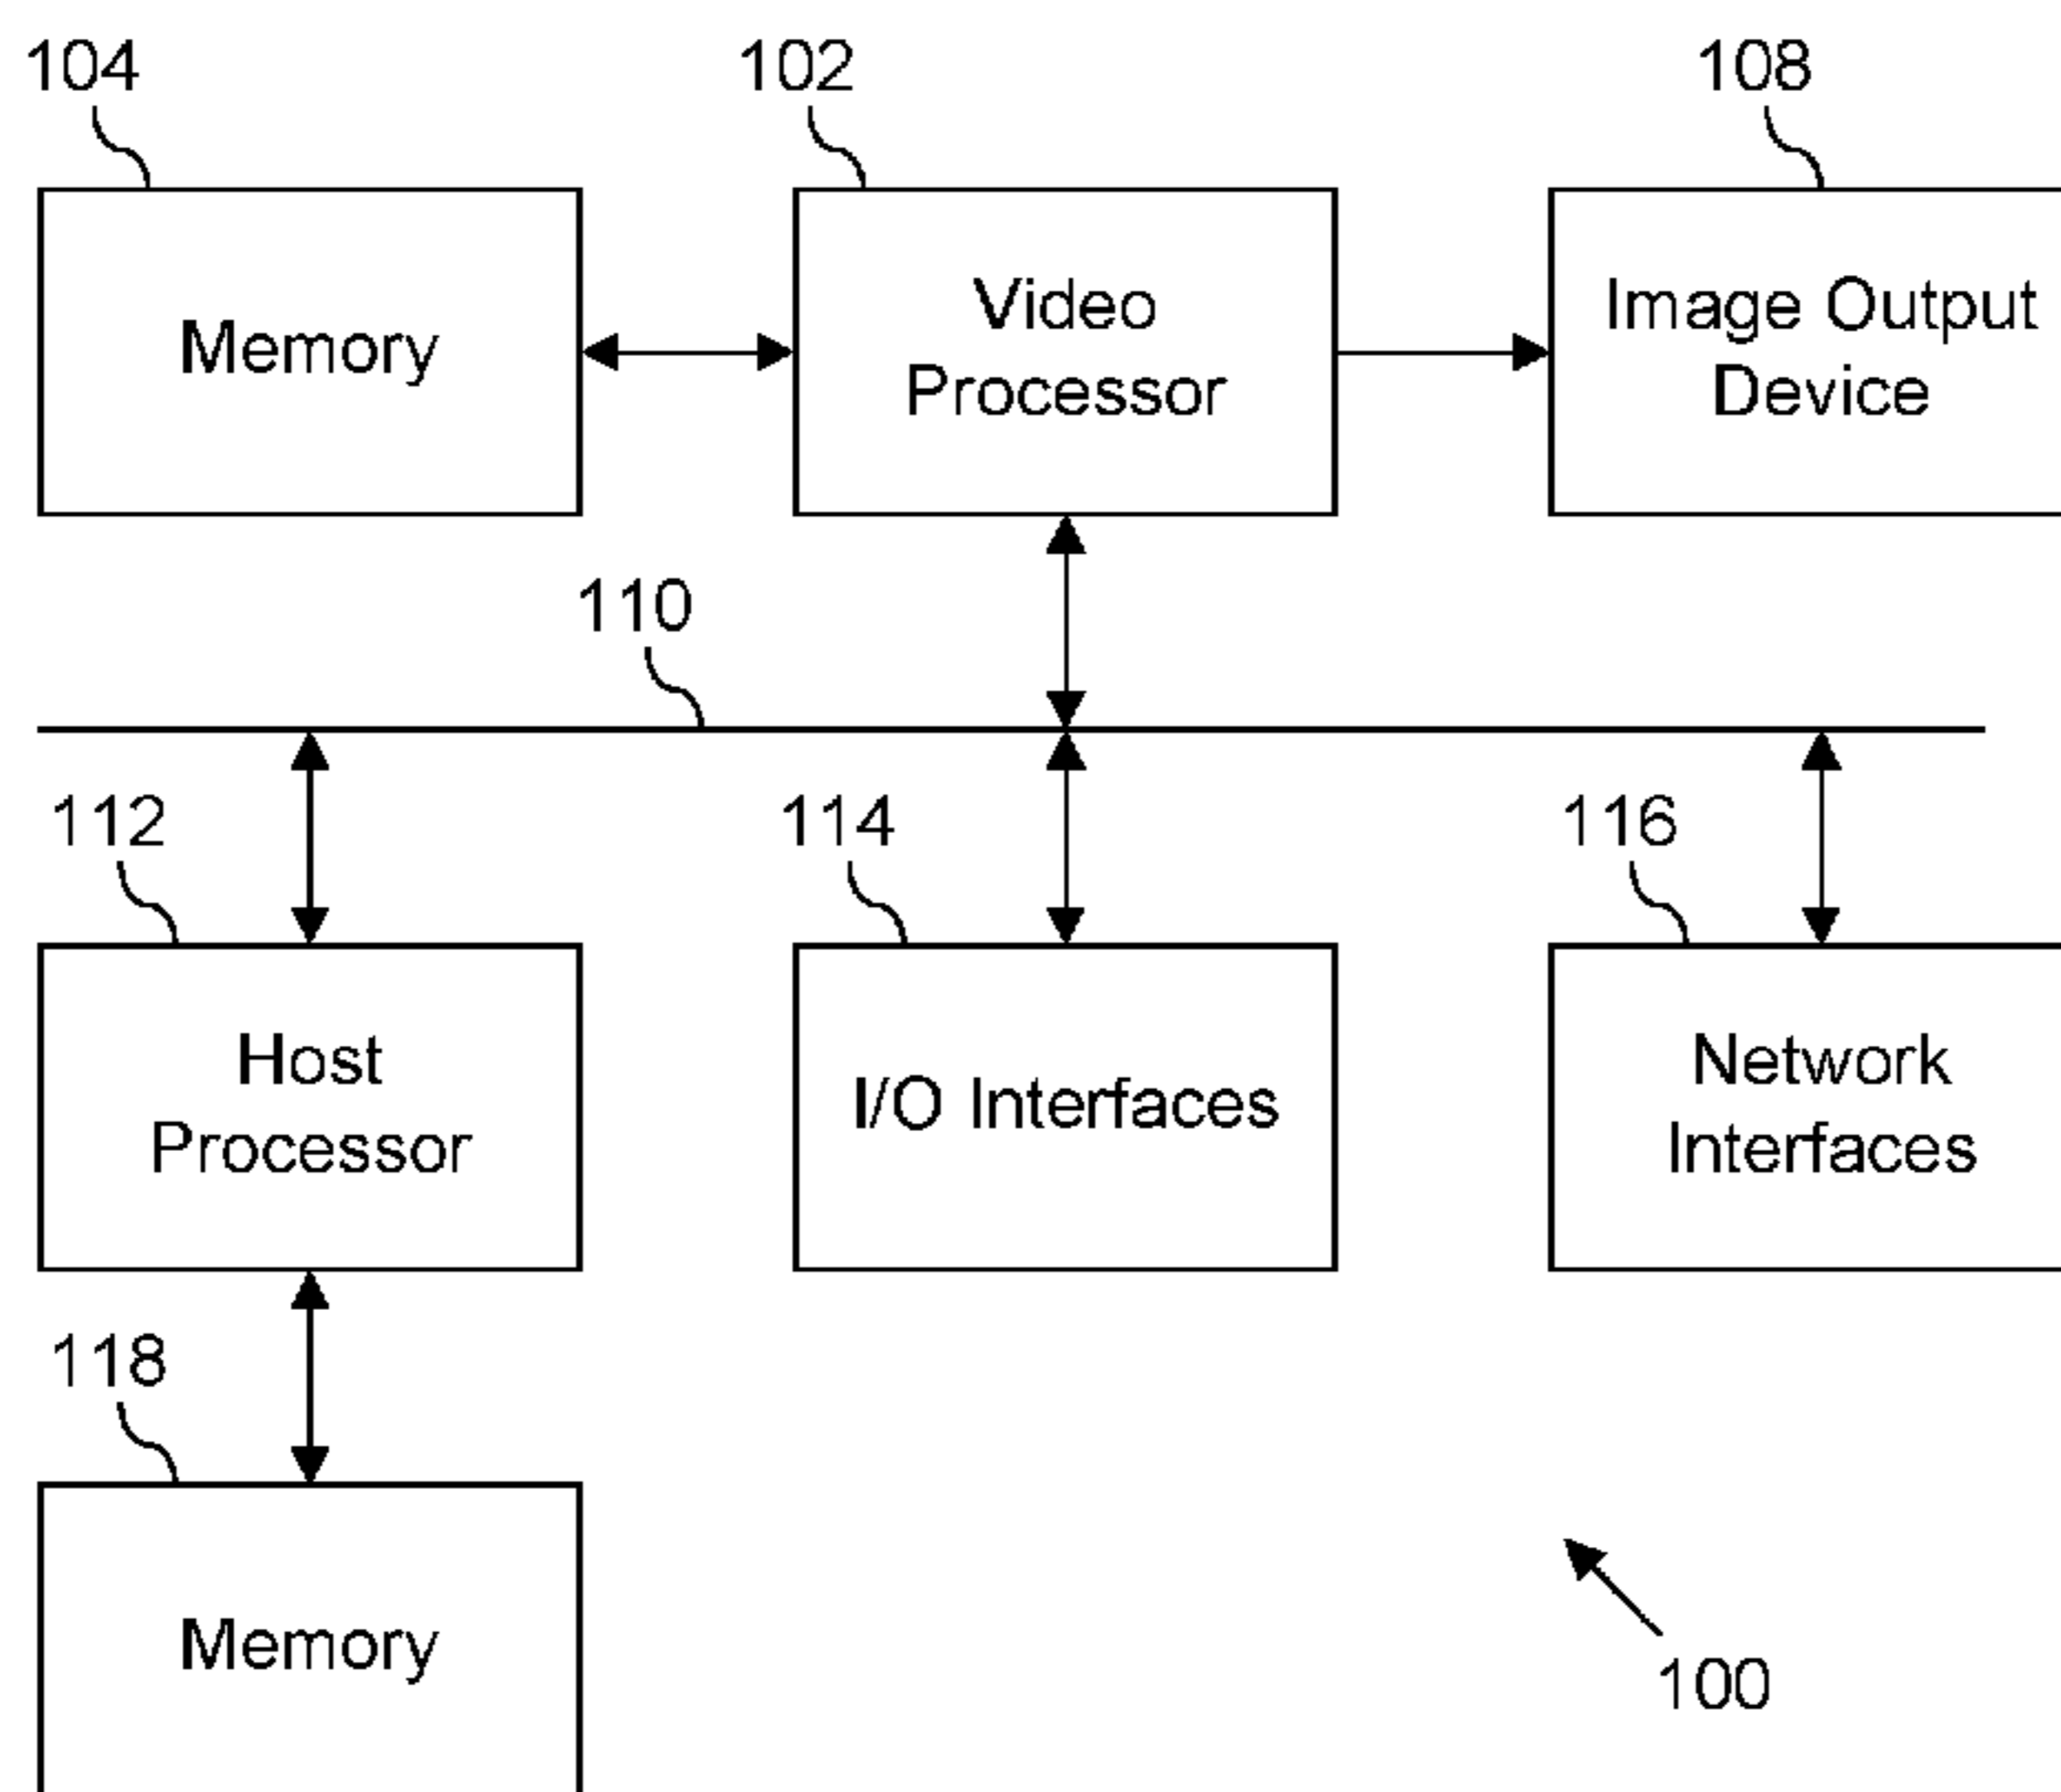 104
102
108
Memory
Video
Processor
Image Output
Device
110
112
114
116
Host
Processor
I/O Interfaces
Network
Interfaces
118
Memory
100